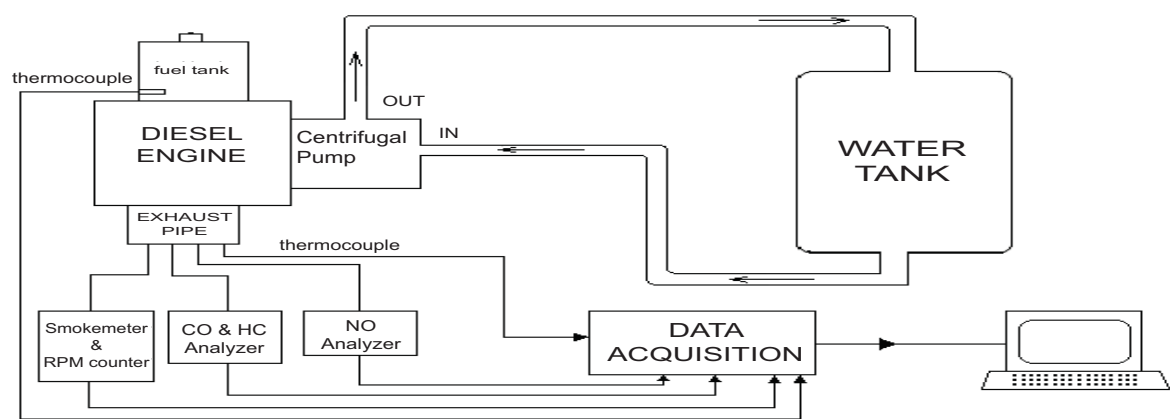 fuel tank
thermocouple
OUT
DIESEL
ENGINE
Centrifugal
Pump
IN
WATER
TANK
EXHAUST
PIPE
thermocouple
Smokemeter
&
RPM counter
CO & HC
Analyzer
NO
Analyzer
DATA
ACQUISITION